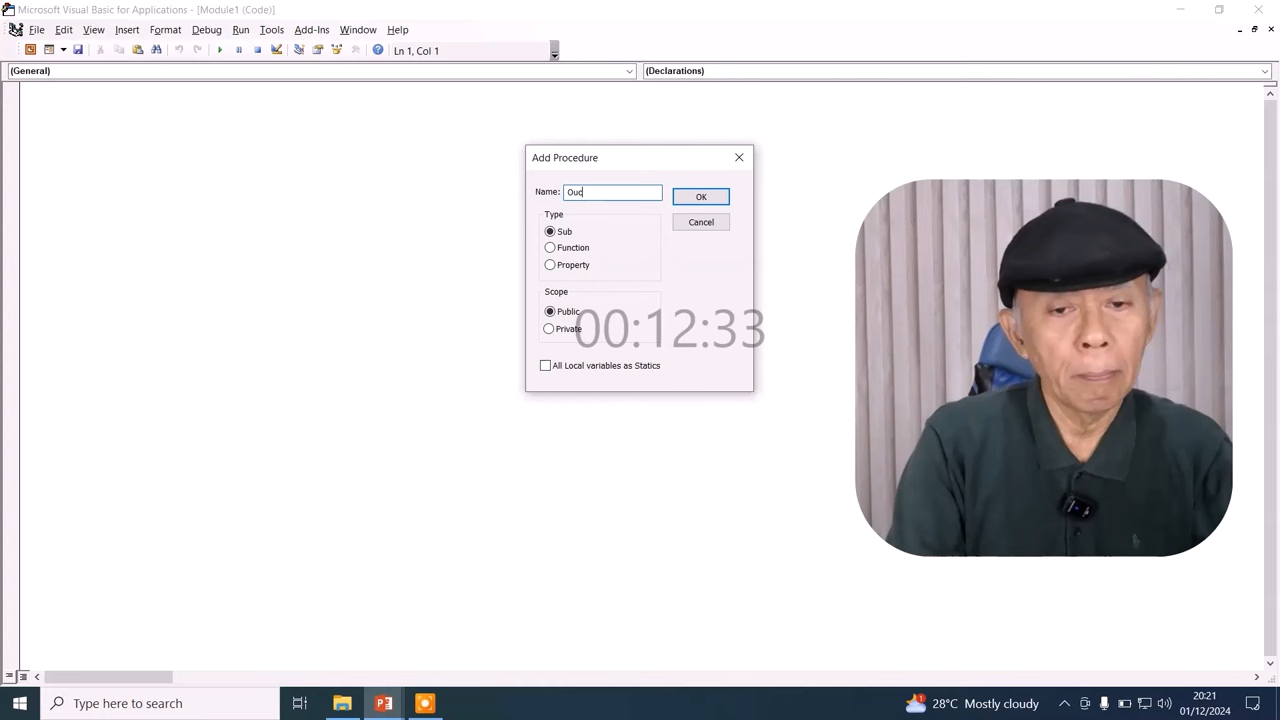 Microsoft Visual Basic for Applications - [Module1 (Code)]
File Edit View Insert Format Debug Run Tools Add-Ins Window Help
Ln 1, Col 1
(General) (Declarations)
Add Procedure
Name: Ouc OK
Type Cancel
Sub
Function
Property
Scope
Public
Private
00:12:33
All Local variables as Statics
Type here to search
28°C Mostly cloudy
20:21
01/12/2024